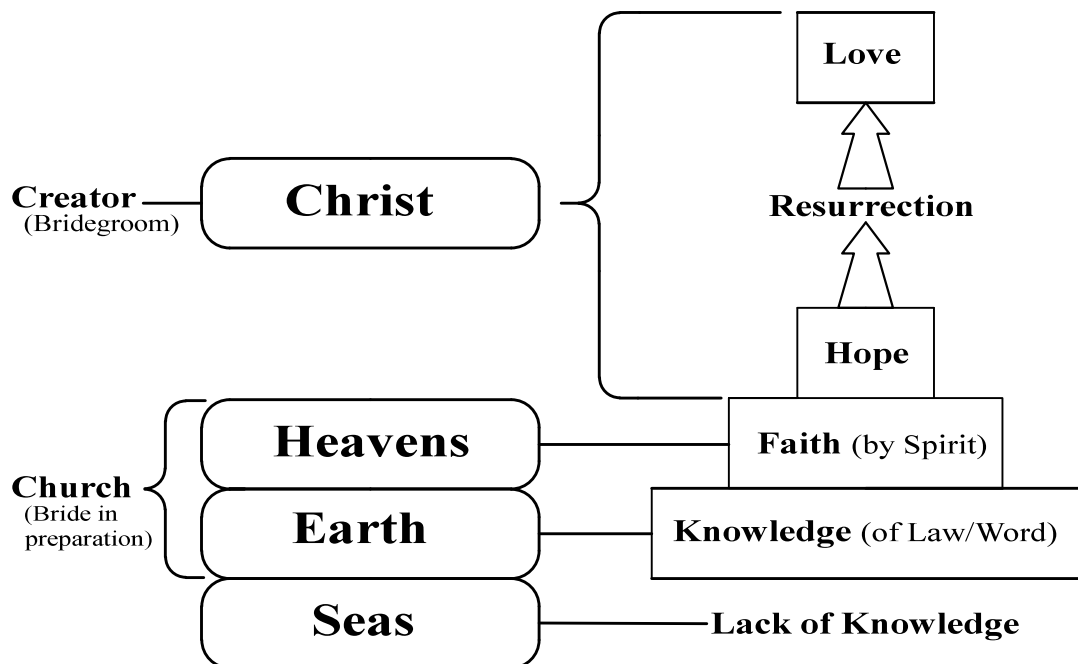 Love
Creator
(Bridegroom)
Christ
Resurrection
Hope
Heavens
Faith (by Spirit)
Church
(Bride in
preparation)
Earth
Knowledge (of Law/Word)
Seas
Lack of Knowledge